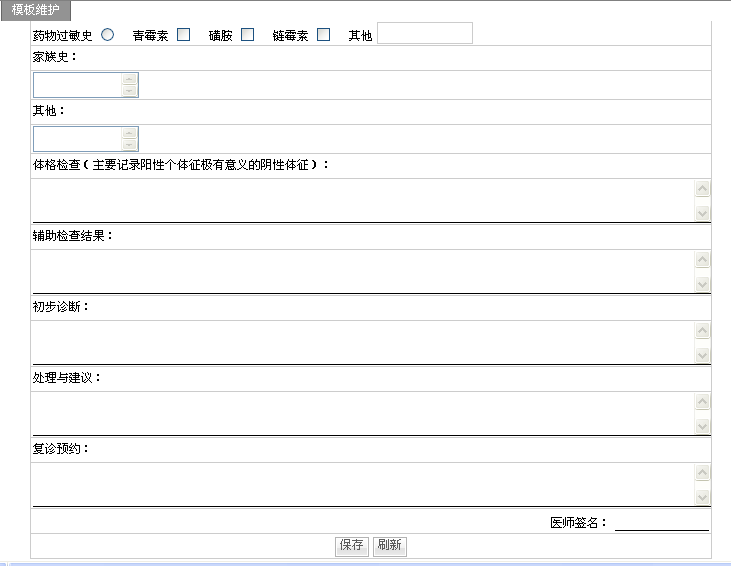 模板维护
药物过敏史 青霉素 磺胺 链霉素 其他
家族史：
其他：
体格检查（主要记录阳性个体征极有意义的阴性体征）：
辅助检查结果：
初步诊断：
处理与建议：
复诊预约：
医师签名：
保存 刷新